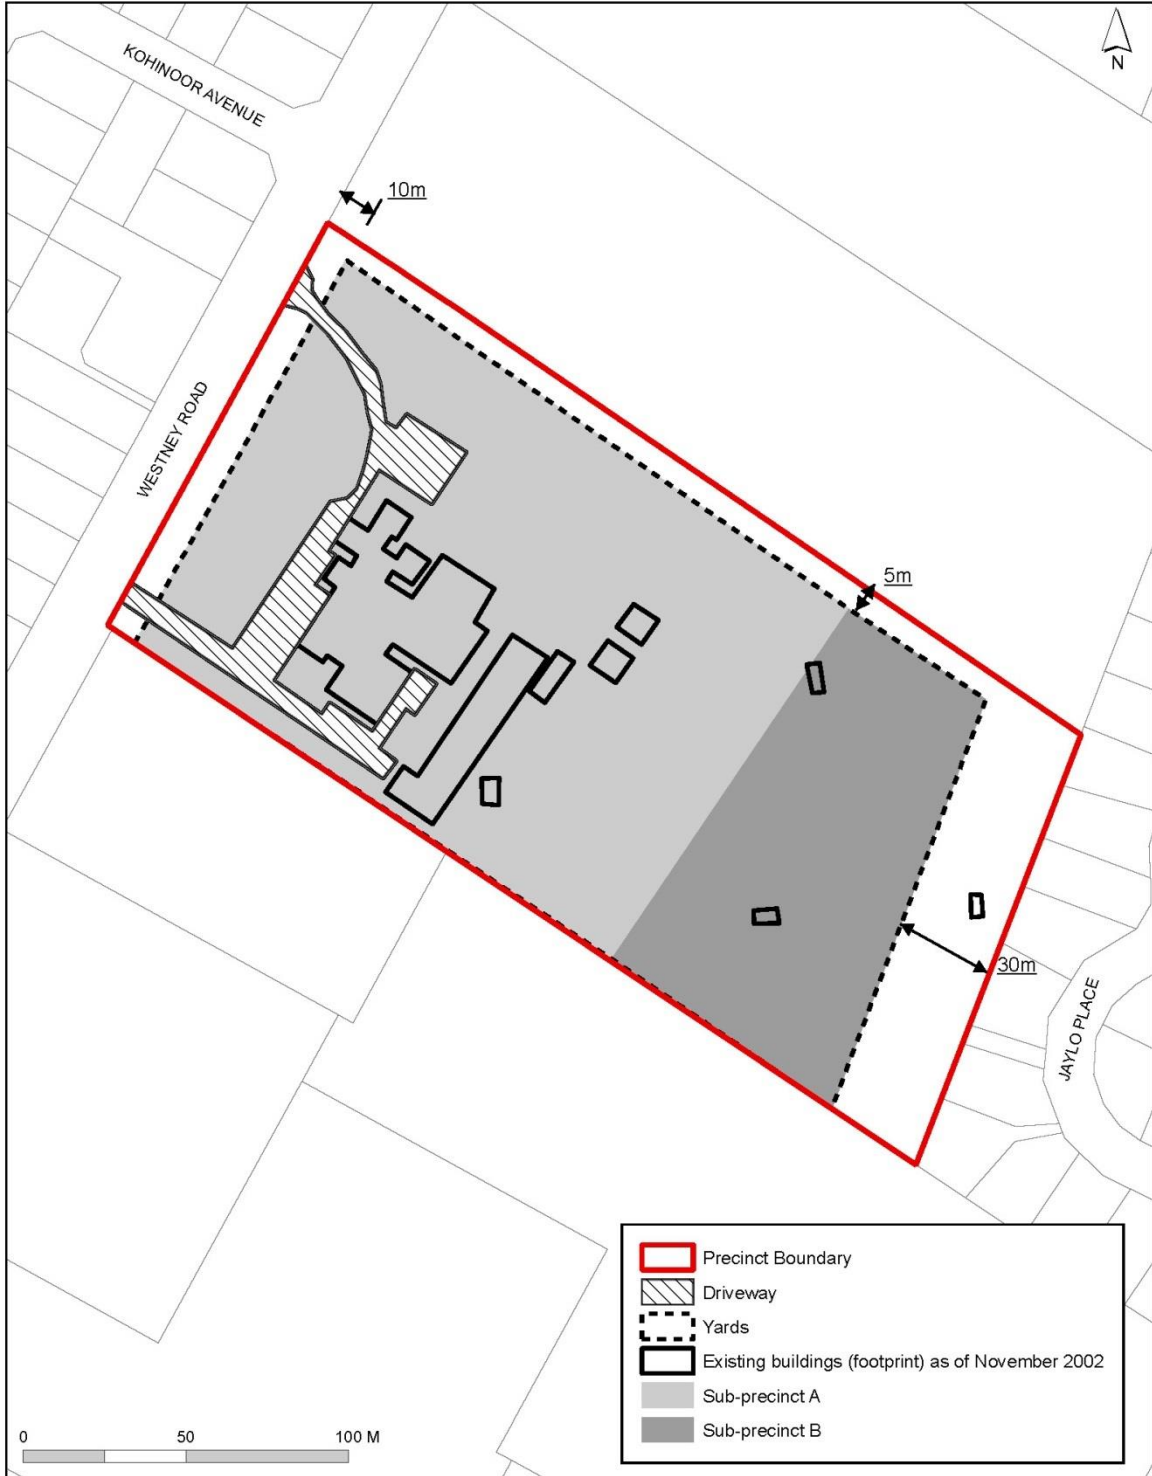 N
KOHINOOR AVENUE
10m
WESTNEY ROAD
5m
30m
JAYLO PLACE
Precinct Boundary
Driveway
Yards
Existing buildings (footprint) as of November 2002
Sub-precinct A
Sub-precinct B
0 50 100 M